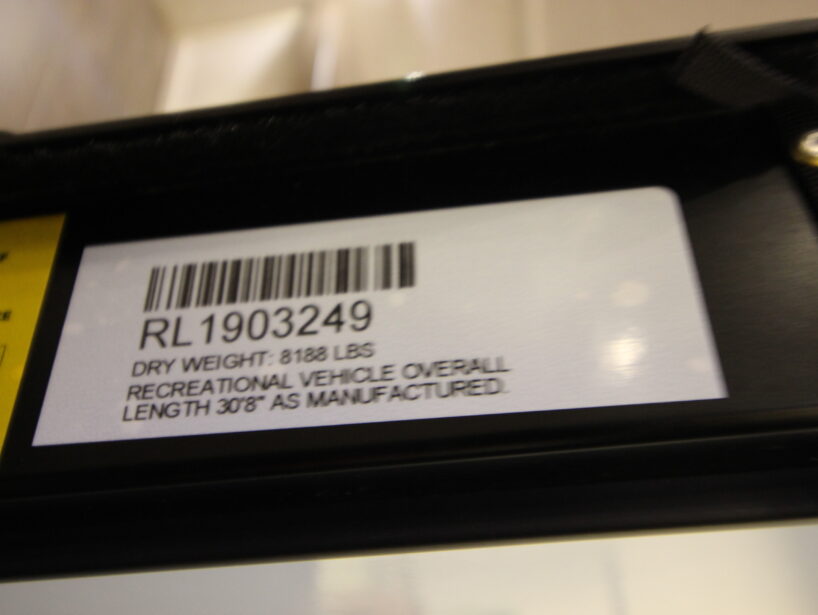 RL1903249
DRY WEIGHT: 8188 LBS
RECREATIONAL VEHICLE OVERALL
LENGTH 30'8" AS MANUFACTURED.